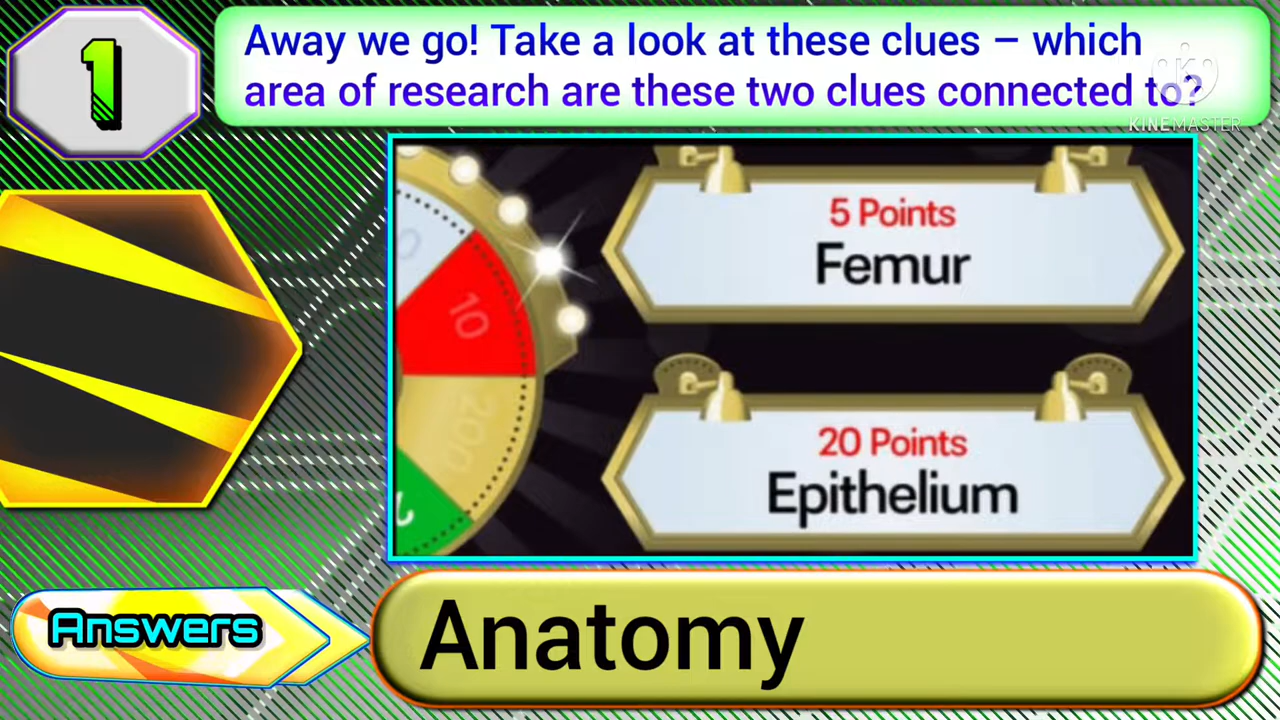 1
Away we go! Take a look at these clues – which
area of research are these two clues connected to?
KINEMASTER
5 Points
Femur
10
200
20 Points
Epithelium
Answers
Anatomy